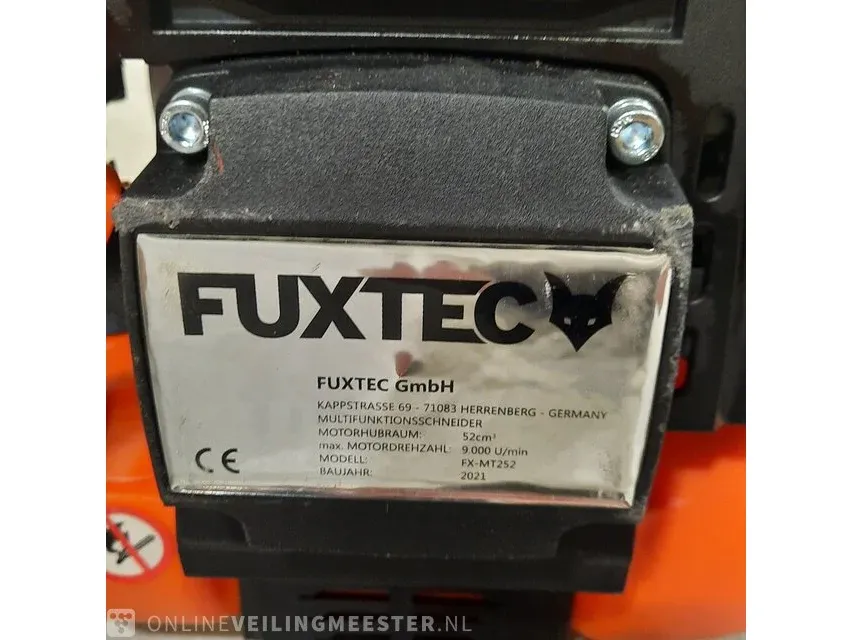 FUXTEC
FUXTEC GmbH
KAPPSTRASSE 69 - 71083 HERRENBERG - GERMANY
MULTIFUNKTIONSSCHNEIDER
MOTORHUBRAUM: 52cm³
max. MOTORDREHZAHL: 9.000 U/min
MODELL: FX-MT252
BAUJAHR: 2021
CE
ONLINEVEILINGMEESTER.NL